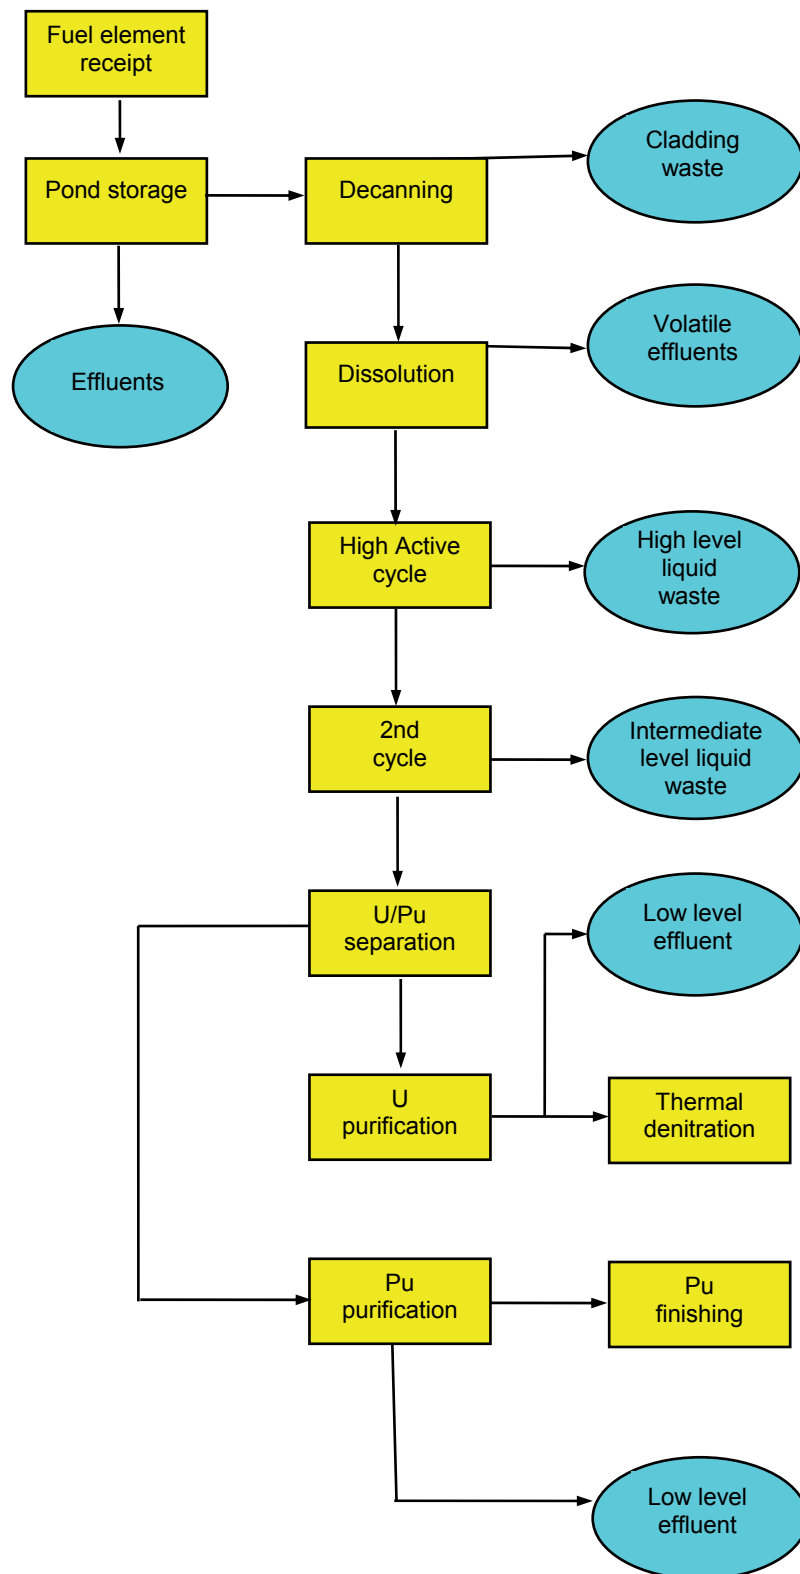 Fuel element
receipt
Pond storage
Decanning
Cladding
waste
Effluents
Dissolution
Volatile
effluents
High Active
cycle
High level
liquid
waste
2nd
cycle
Intermediate
level liquid
waste
U/Pu
separation
Low level
effluent
U
purification
Thermal
denitration
Pu
purification
Pu
finishing
Low level
effluent